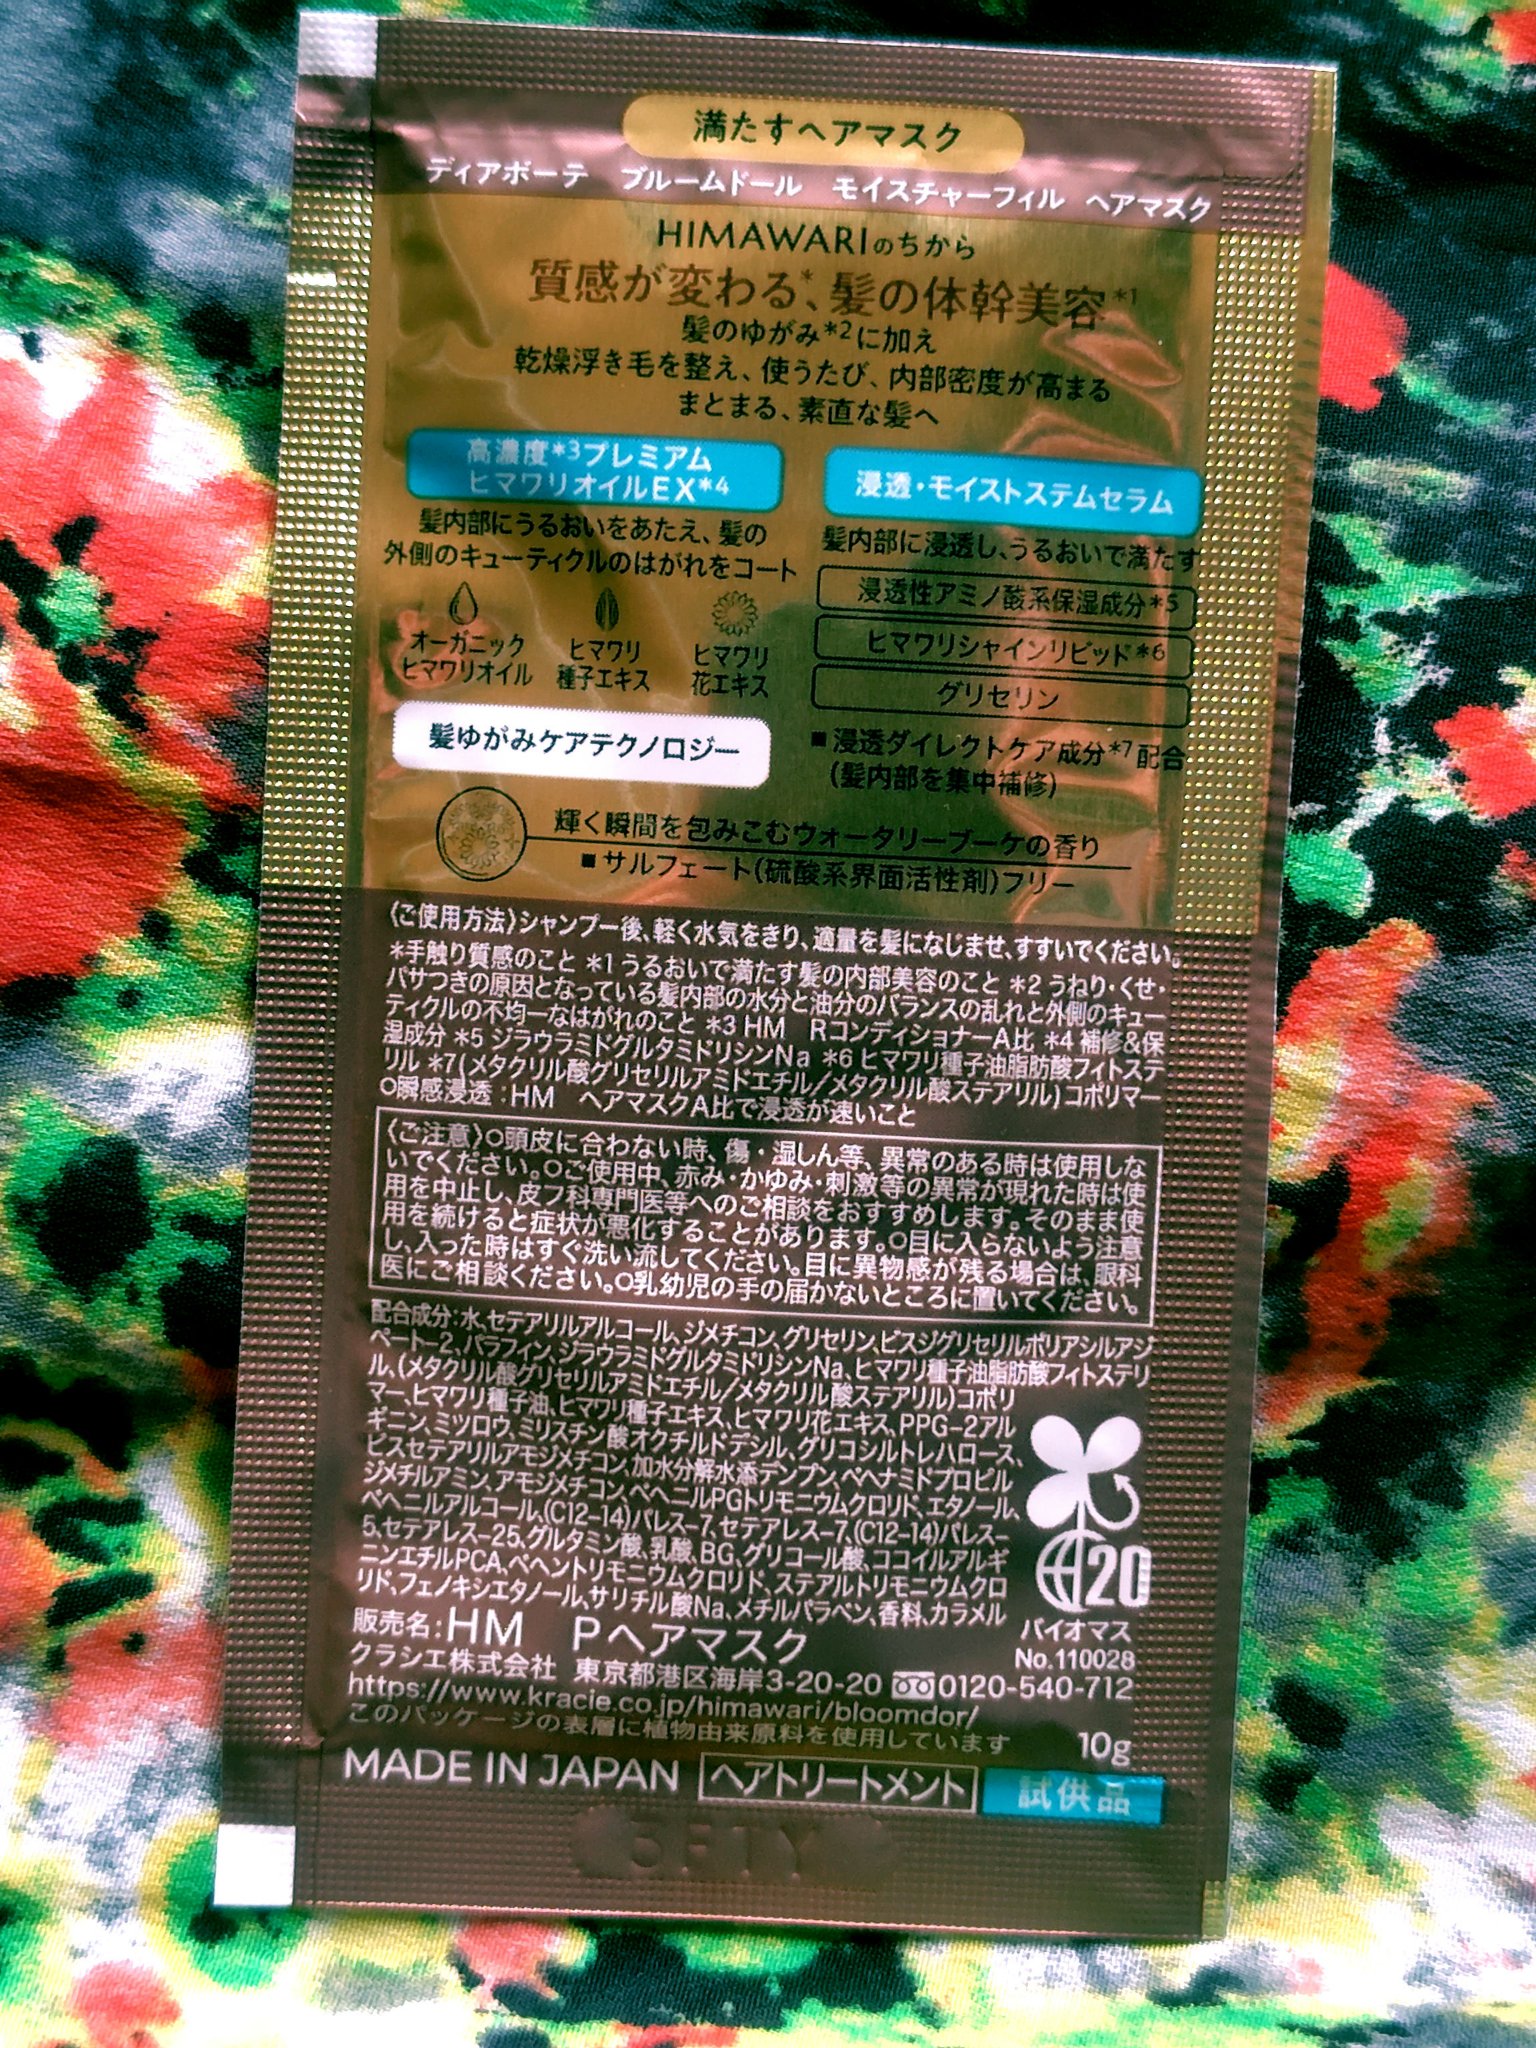 満たすヘアマスク
ディアボーテ ブルームドール モイスチャーフィル ヘアマスク
HIMAWARIのちから
質感が変わる*、髪の体幹美容*1
髪のゆがみ*2に加え
乾燥浮き毛を整え、使うたび、内部密度が高まる
まとまる、素直な髪へ
高濃度*3プレミアム
ヒマワリオイルEX*4
髪内部にうるおいをあたえ、髪の
外側のキューティクルのはがれをコート
オーガニック
ヒマワリオイル
ヒマワリ
種子エキス
ヒマワリ
花エキス
髪ゆがみケアテクノロジー
浸透・モイストステムセラム
髪内部に浸透し、うるおいで満たす
浸透性アミノ酸系保湿成分*5
ヒマワリシャインリピッド*6
グリセリン
■浸透ダイレクトケア成分*7配合
(髪内部を集中補修)
輝く瞬間を包みこむウォータリーブーケの香り
■サルフェート(硫酸系界面活性剤)フリー
〈ご使用方法〉シャンプー後、軽く水気をきり、適量を髪になじませ、すすいでください。
*手触り質感のこと *1 うるおいで満たす髪の内部美容のこと *2 うねり・くせ・
パサつきの原因となっている髪内部の水分と油分のバランスの乱れと外側のキュー
ティクルの不均一なはがれのこと *3 HM RコンディショナーA比 *4 補修&保
湿成分 *5 ジラウラミドグルタミドリシンNa *6 ヒマワリ種子油脂肪酸フィトステ
リル *7(メタクリル酸グリセリルアミドエチル/メタクリル酸ステアリル)コポリマー
○瞬感浸透:HM ヘアマスクA比で浸透が速いこと
〈ご注意〉○頭皮に合わない時、傷・湿しん等、異常のある時は使用しな
いでください。○ご使用中、赤み・かゆみ・刺激等の異常が現れた時は使
用を中止し、皮フ科専門医等へのご相談をおすすめします。そのまま使
用を続けると症状が悪化することがあります。○目に入らないよう注意
し、入った時はすぐ洗い流してください。目に異物感が残る場合は、眼科
医にご相談ください。○乳幼児の手の届かないところに置いてください。
配合成分:水、セテアリルアルコール、ジメチコン、グリセリン、ビスジグリセリルポリアシルアジ
ペート-2、パラフィン、ジラウラミドグルタミドリシンNa、ヒマワリ種子油脂肪酸フィトステリ
ル、(メタクリル酸グリセリルアミドエチル/メタクリル酸ステアリル)コポリ
マー、ヒマワリ種子油、ヒマワリ種子エキス、ヒマワリ花エキス、PPG-2アル
ギニン、ミツロウ、ミリスチン酸オクチルドデシル、グリコシルトレハロース、
ビスセテアリルアモジメチコン、加水分解水添デンプン、ベヘナミドプロピル
ジメチルアミン、アモジメチコン、ベヘニルPGトリモニウムクロリド、エタノール、
ベヘニルアルコール、(C12-14)パレス-7、セテアレス-7、(C12-14)パレス-
5、セテアレス-25、グルタミン酸、乳酸、BG、グリコール酸、ココイルアルギ
ニンエチルPCA、ベヘントリモニウムクロリド、ステアルトリモニウムクロ
リド、フェノキシエタノール、サリチル酸Na、メチルパラベン、香料、カラメル
20
バイオマス
No.110028
販売名:HM Pヘアマスク
クラシエ株式会社 東京都港区海岸3-20-20 0120-540-712
https://www.kracie.co.jp/himawari/bloomdor/
このパッケージの表層に植物由来原料を使用しています
10g
MADE IN JAPAN ヘアトリートメント 試供品